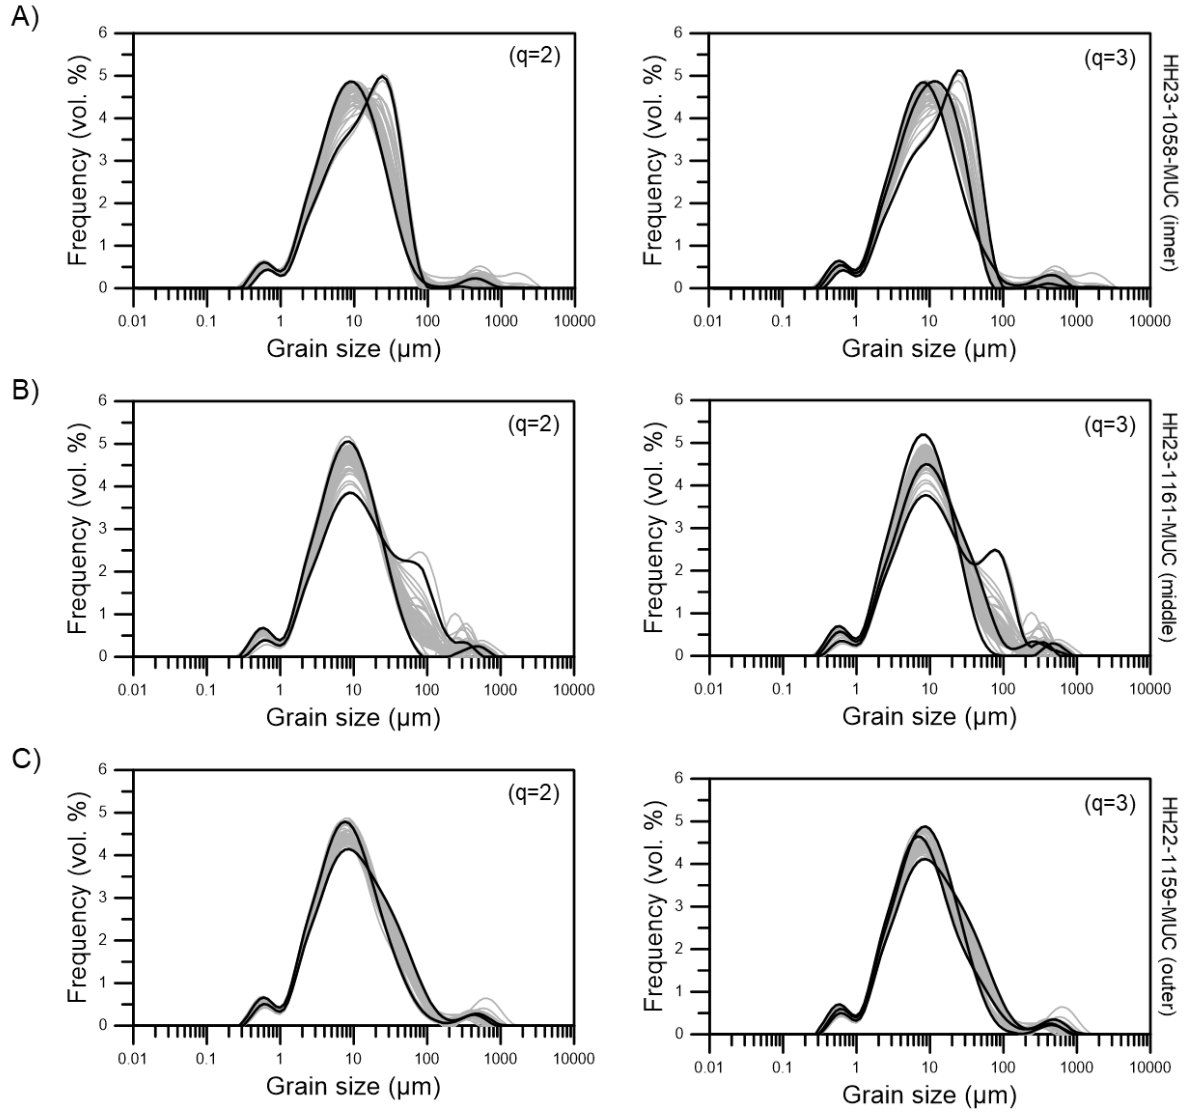 A)
(q=2)
6
5
4
3
2
1
0
Frequency (vol. %)
0.01 0.1 1 10 100 1000 10000
Grain size (µm)
(q=3)
6
5
4
3
2
1
0
Frequency (vol. %)
0.01 0.1 1 10 100 1000 10000
Grain size (µm)
HH23-1058-MUC (inner)
B)
(q=2)
6
5
4
3
2
1
0
Frequency (vol. %)
0.01 0.1 1 10 100 1000 10000
Grain size (µm)
(q=3)
6
5
4
3
2
1
0
Frequency (vol. %)
0.01 0.1 1 10 100 1000 10000
Grain size (µm)
HH23-1161-MUC (middle)
C)
(q=2)
6
5
4
3
2
1
0
Frequency (vol. %)
0.01 0.1 1 10 100 1000 10000
Grain size (µm)
(q=3)
6
5
4
3
2
1
0
Frequency (vol. %)
0.01 0.1 1 10 100 1000 10000
Grain size (µm)
HH22-1159-MUC (outer)